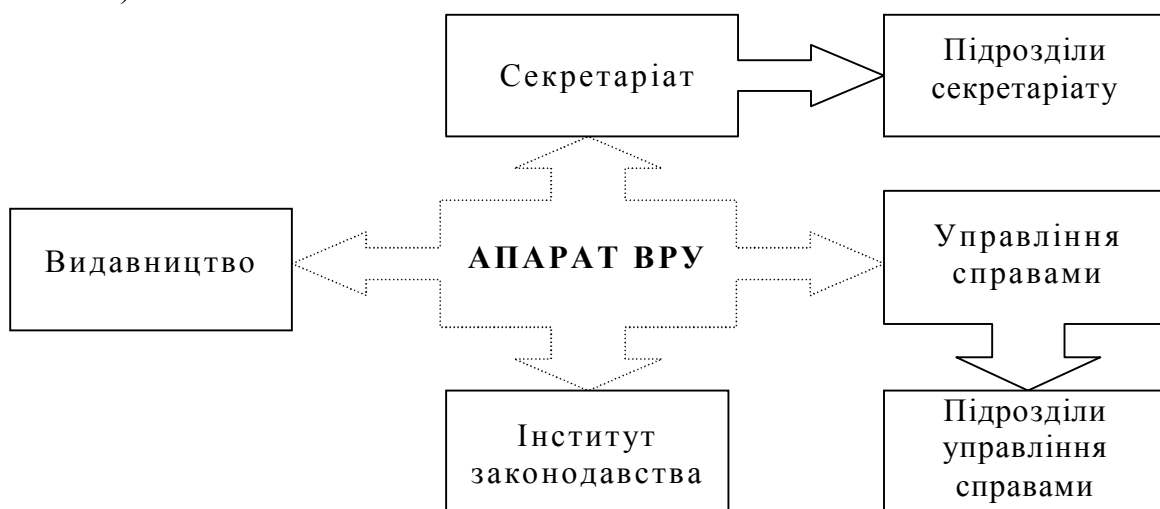 )
Секретаріат
Підрозділи
секретаріату
Видавництво
АПАРАТ ВРУ
Управління
справами
Інститут
законодавства
Підрозділи
управління
справами